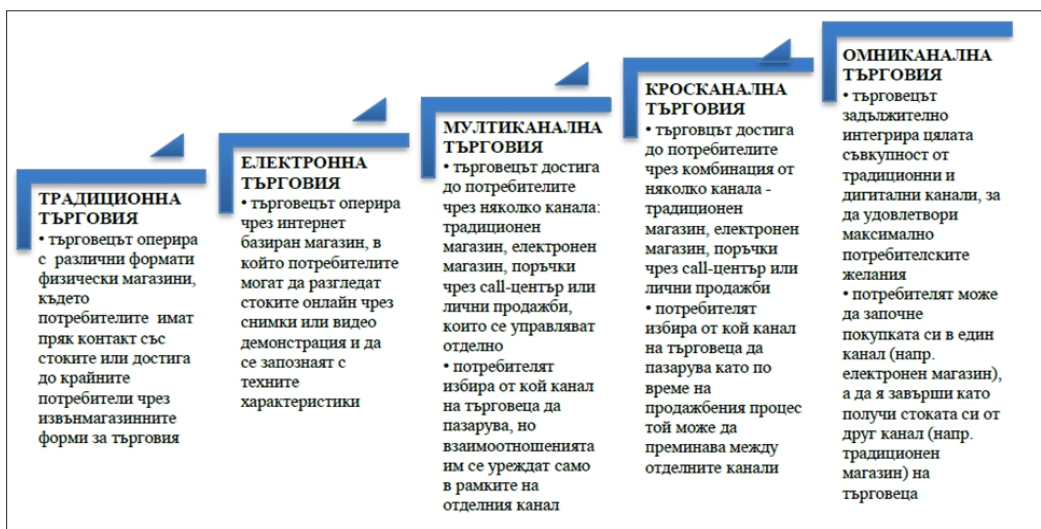 ТРАДИЦИОННА
ТЪРГОВИЯ
• търговецът оперира
с различни формати
физически магазини,
където
потребителите имат
пряк контакт със
стоките или достига
до крайните
потребители чрез
извънмагазинните
форми за търговия
ЕЛЕКТРОННА
ТЪРГОВИЯ
• търговецът оперира
чрез интернет
базиран магазин, в
който потребителите
могат да разгледат
стоките онлайн чрез
снимки или видео
демонстрация и да
се запознаят с
техните
характеристики
МУЛТИКАНАЛНА
ТЪРГОВИЯ
• търговецът достига
до потребителите
чрез няколко канала:
традиционен
магазин, електронен
магазин, поръчки
чрез call-център или
лични продажби,
които се управляват
отделно
• потребителят
избира от кой канал
на търговеца да
пазарува, но
взаимоотношенията
им се уреждат само
в рамките на
отделния канал
КРОСКАНАЛНА
ТЪРГОВИЯ
• търговцът достига
до потребителите
чрез комбинация от
няколко канала -
традиционен
магазин, електронен
магазин, поръчки
чрез call-център или
лични продажби
• потребителят
избира от кой канал
на търговеца да
пазарува като по
време на
продажбения процес
той може да
преминава между
отделните канали
ОМНИКАНАЛНА
ТЪРГОВИЯ
• търговецът
задължително
интегрира цялата
съвкупност от
традиционни и
дигитални канали, за
да удовлетвори
максимално
потребителските
желания
• потребителят може
да започне
покупката си в един
канал (напр.
електронен магазин),
а да я завърши като
получи стоката си от
друг канал (напр.
традиционен
магазин) на
търговеца